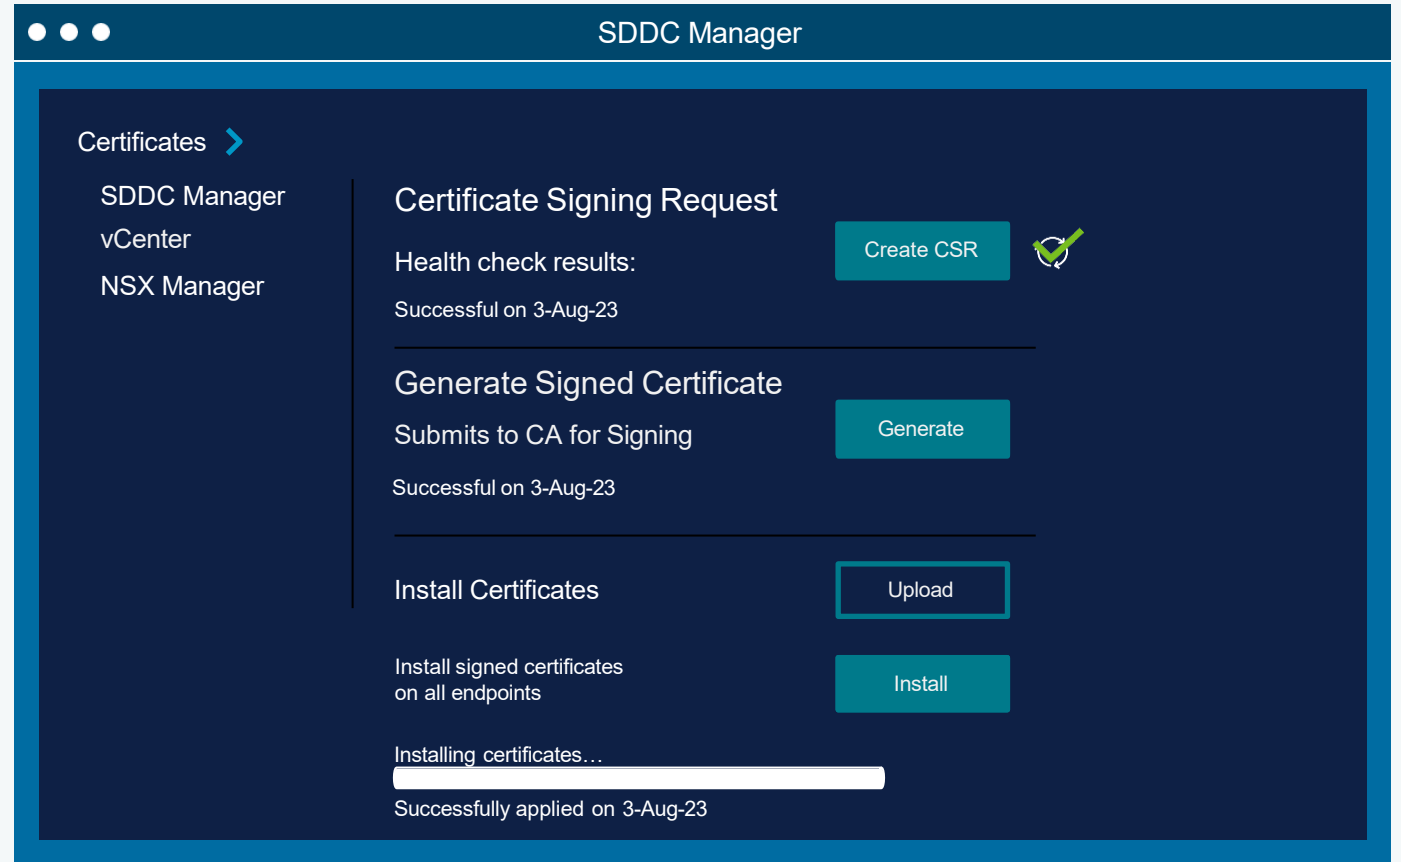 SDDC Manager
Certificates
SDDC Manager
vCenter
NSX Manager
Certificate Signing Request
Create CSR
Health check results:
Successful on 3-Aug-23
Generate Signed Certificate
Generate
Submits to CA for Signing
Successful on 3-Aug-23
Install Certificates
Upload
Install signed certificates
on all endpoints
Install
Installing certificates…
Successfully applied on 3-Aug-23